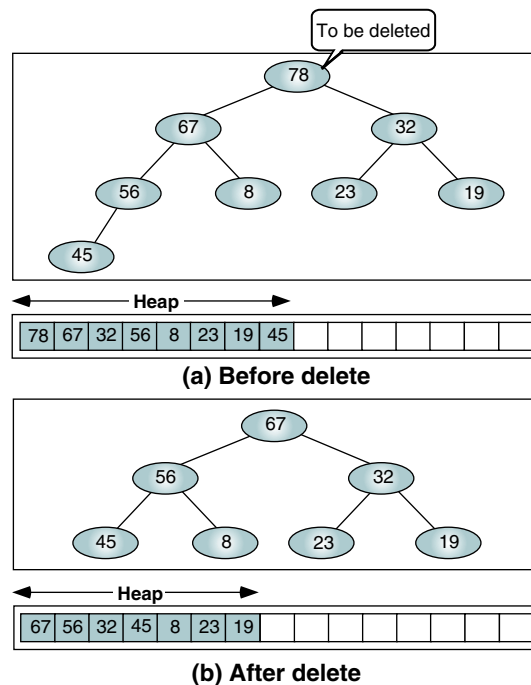 To be deleted
78
67 32
56 8 23 19
45
Heap
78 67 32 56 8 23 19 45
(a) Before delete
67
56 32
45 8 23 19
Heap
67 56 32 45 8 23 19
(b) After delete